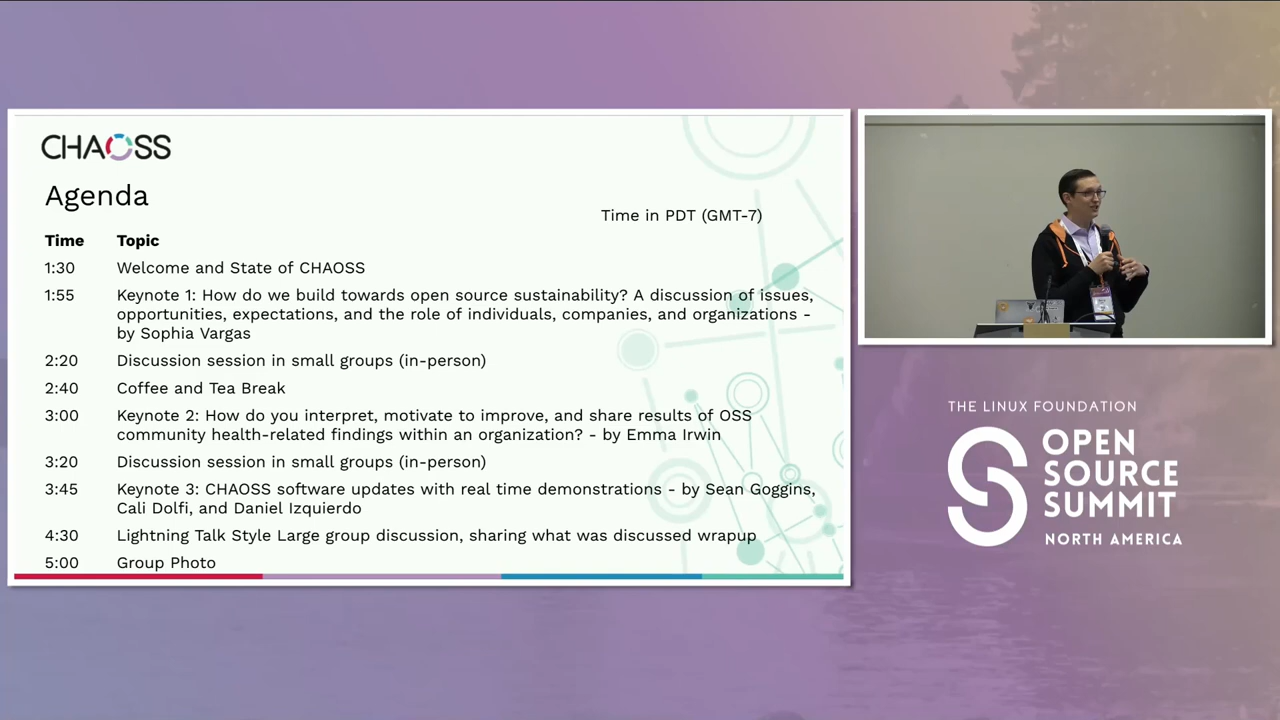 CHAOSS
Agenda
Time in PDT (GMT-7)
Time Topic
1:30 Welcome and State of CHAOSS
1:55 Keynote 1: How do we build towards open source sustainability? A discussion of issues,
opportunities, expectations, and the role of individuals, companies, and organizations -
by Sophia Vargas
2:20 Discussion session in small groups (in-person)
2:40 Coffee and Tea Break
3:00 Keynote 2: How do you interpret, motivate to improve, and share results of OSS
community health-related findings within an organization? - by Emma Irwin
3:20 Discussion session in small groups (in-person)
3:45 Keynote 3: CHAOSS software updates with real time demonstrations - by Sean Goggins,
Cali Dolfi, and Daniel Izquierdo
4:30 Lightning Talk Style Large group discussion, sharing what was discussed wrapup
5:00 Group Photo
THE LINUX FOUNDATION
OPEN
SOURCE
SUMMIT
NORTH AMERICA